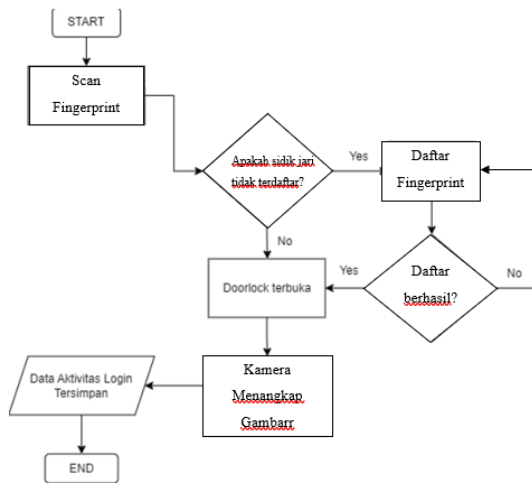 START
Scan
Fingerprint
Apakah sidik jari
tidak terdaftar?
Yes
Daftar
Fingerprint
No
Doorlock terbuka
Yes
Daftar
berhasil?
No
Kamera
Menangkap
Gambarr
Data Aktivitas Login
Tersimpan
END